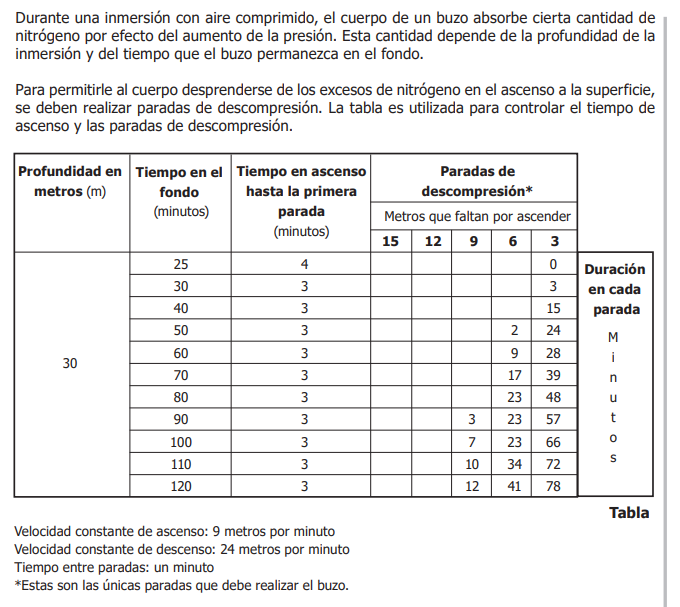 Durante una inmersión con aire comprimido, el cuerpo de un buzo absorbe cierta cantidad de
nitrógeno por efecto del aumento de la presión. Esta cantidad depende de la profundidad de la
inmersión y del tiempo que el buzo permanezca en el fondo.
Para permitirle al cuerpo desprenderse de los excesos de nitrógeno en el ascenso a la superficie,
se deben realizar paradas de descompresión. La tabla es utilizada para controlar el tiempo de
ascenso y las paradas de descompresión.
Profundidad en metros (m) Tiempo en el fondo (minutos) Tiempo en ascenso hasta la primera parada (minutos) Paradas de descompresión*
Metros que faltan por ascender
15 12 9 6 3
Duración en cada parada
Minutos
30
25 4 0
30 3 3
40 3 15
50 3 2 24
60 3 9 28
70 3 17 39
80 3 23 48
90 3 3 23 57
100 3 7 23 66
110 3 10 34 72
120 3 12 41 78
Tabla
Velocidad constante de ascenso: 9 metros por minuto
Velocidad constante de descenso: 24 metros por minuto
Tiempo entre paradas: un minuto
*Estas son las únicas paradas que debe realizar el buzo.